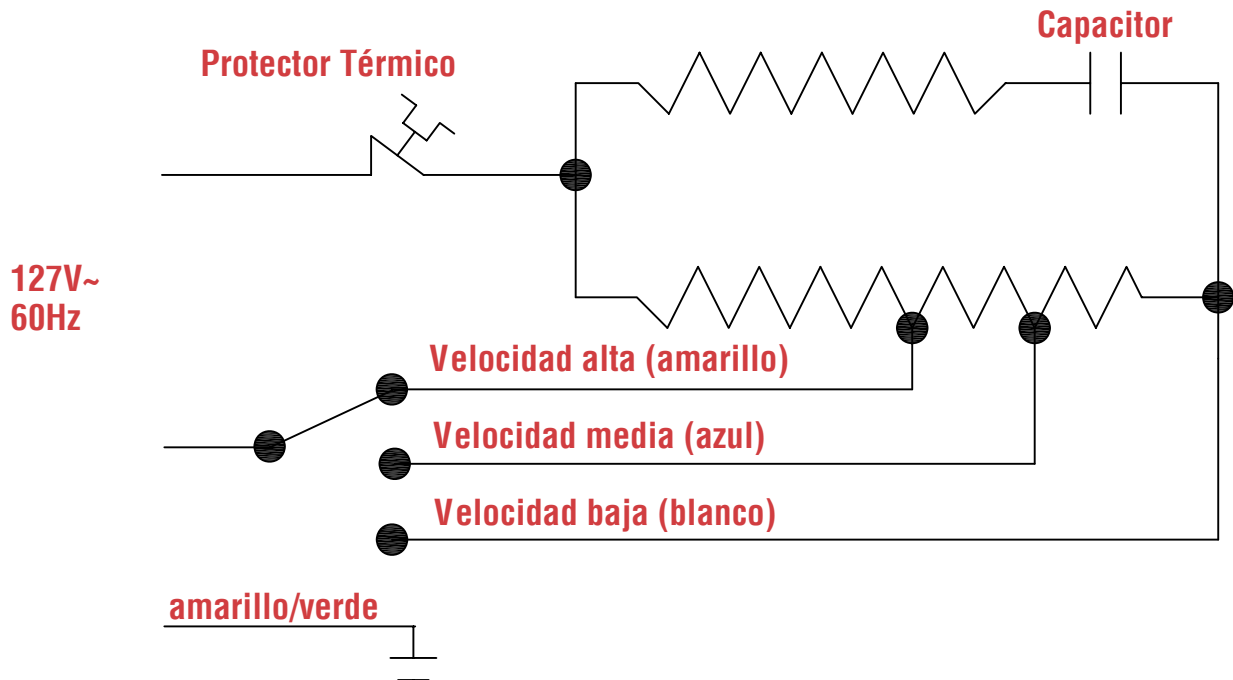 Capacitor
Protector Térmico
127V~
60Hz
Velocidad alta (amarillo)
Velocidad media (azul)
Velocidad baja (blanco)
amarillo/verde